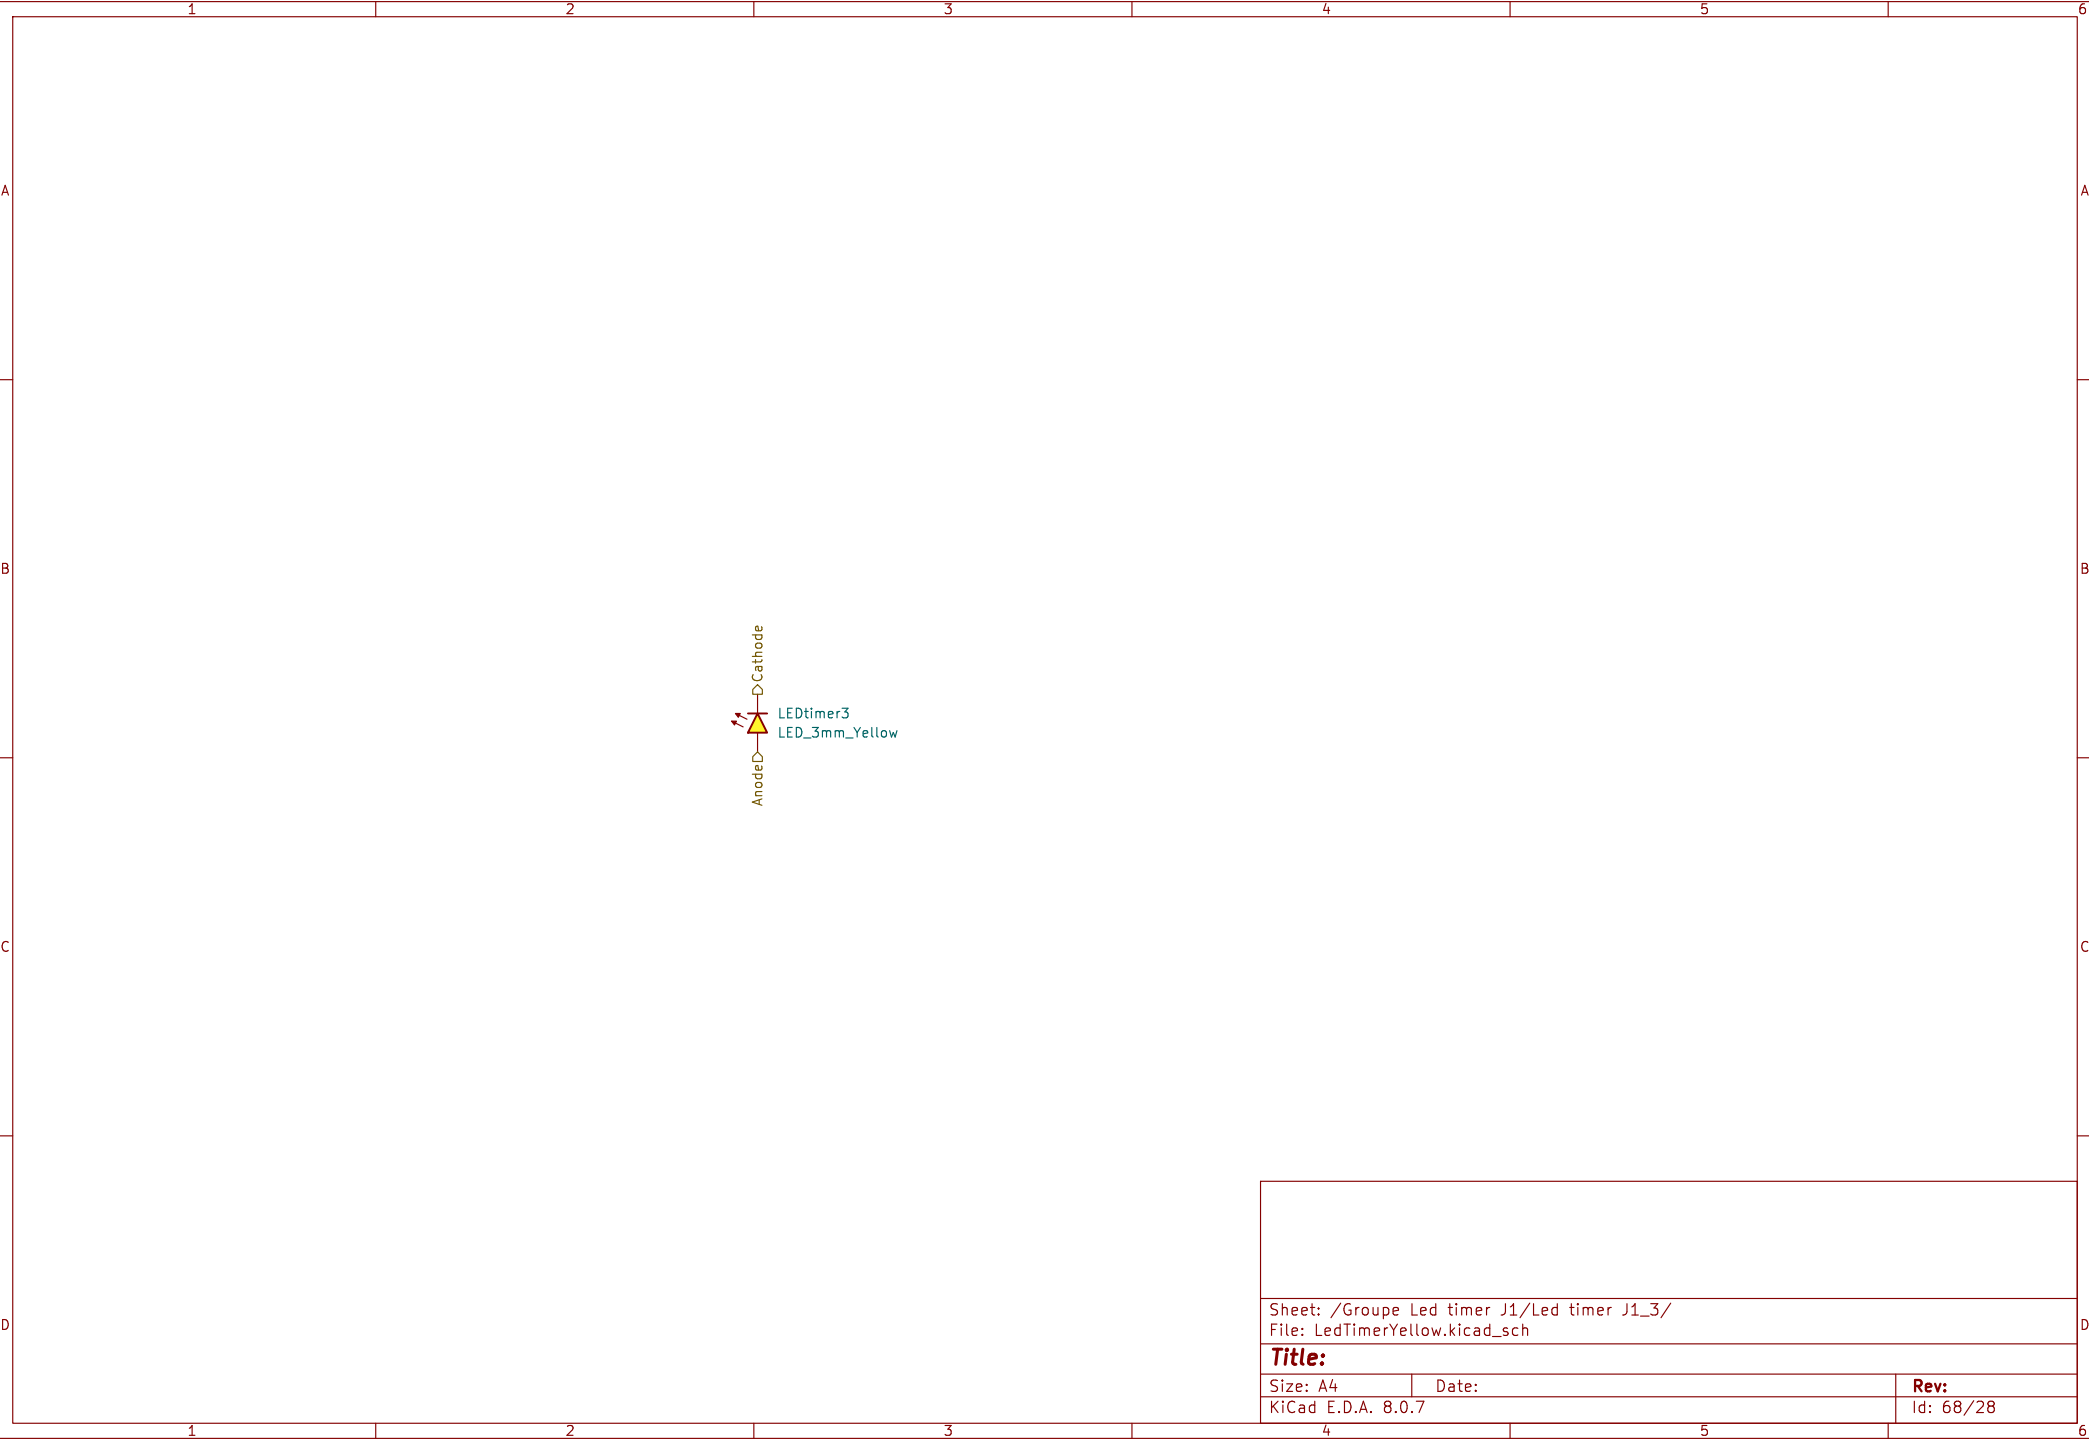 1 2 3 4 5 6
A A
B B
Cathode
LEDtimer3
LED_3mm_Yellow
Anode
C C
Sheet: /Groupe Led timer J1/Led timer J1_3/
File: LedTimerYellow.kicad_sch
D D
Title:
Size: A4 Date: Rev:
KiCad E.D.A. 8.0.7 Id: 68/28
1 2 3 4 5 6